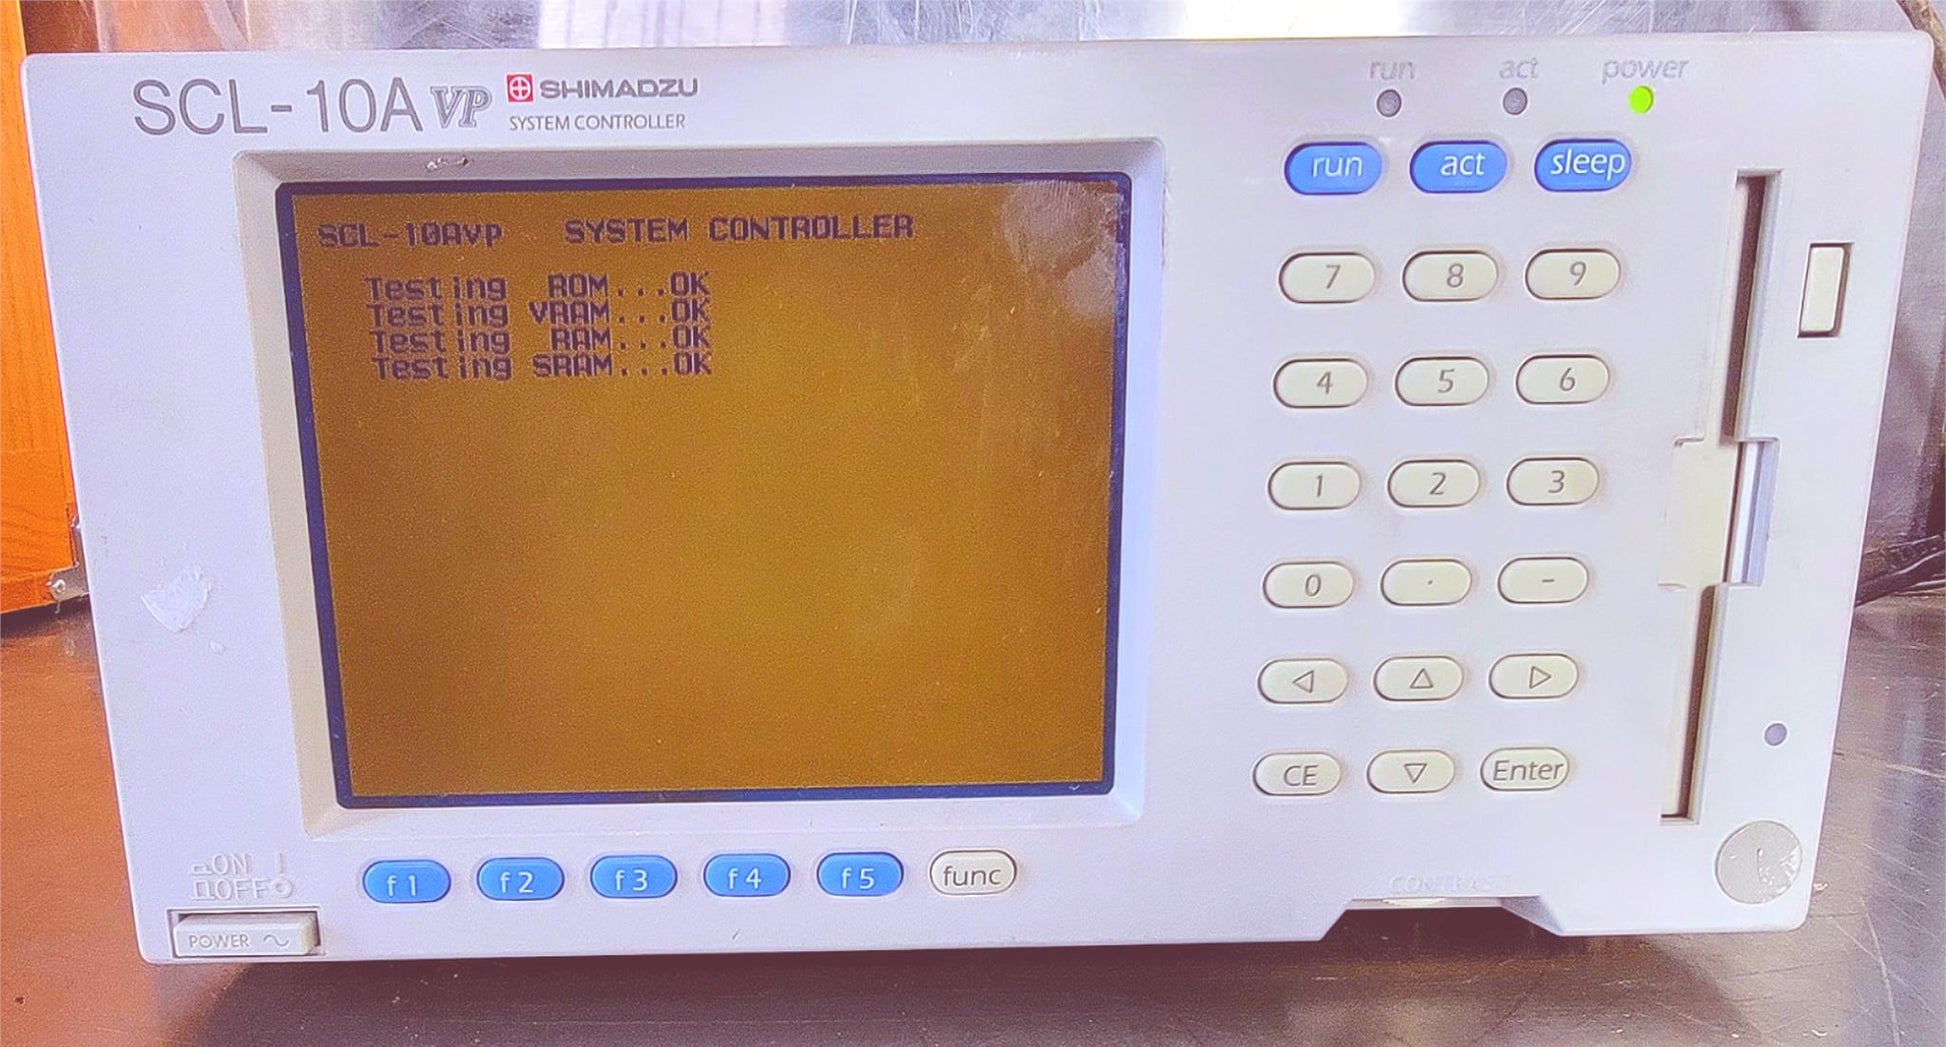 SCL-10AVP SHIMADZU
SYSTEM CONTROLLER
run act power
run act sleep
SCL-10AVP SYSTEM CONTROLLER
Testing ROM...OK
Testing VRAM...OK
Testing RAM...OK
Testing SRAM...OK
7 8 9
4 5 6
1 2 3
0 . -
◁ △ ▷
CE ▽ Enter
ON |
OFF ○
f1 f2 f3 f4 f5 func
CONTRAST
POWER ~